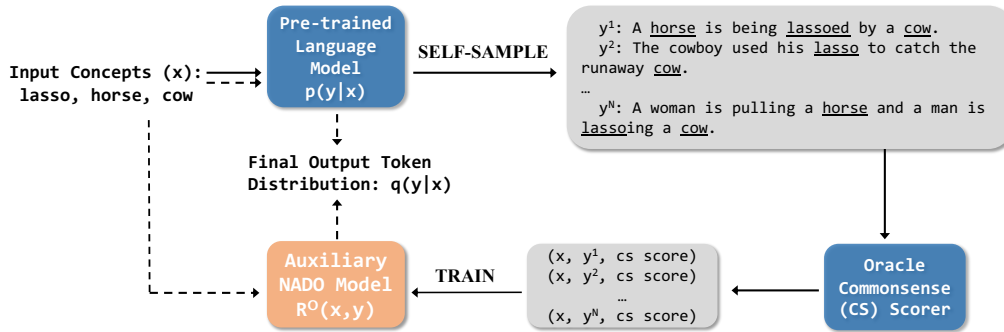 Pre-trained
Language
Model
p(y|x)
Input Concepts (x):
lasso, horse, cow
SELF-SAMPLE
y¹: A horse is being lassoed by a cow.
y²: The cowboy used his lasso to catch the
runaway cow.
…
yᴺ: A woman is pulling a horse and a man is
lassoing a cow.
Final Output Token
Distribution: q(y|x)
Auxiliary
NADO Model
Rᴼ(x,y)
TRAIN
(x, y¹, cs score)
(x, y², cs score)
…
(x, yᴺ, cs score)
Oracle
Commonsense
(CS) Scorer